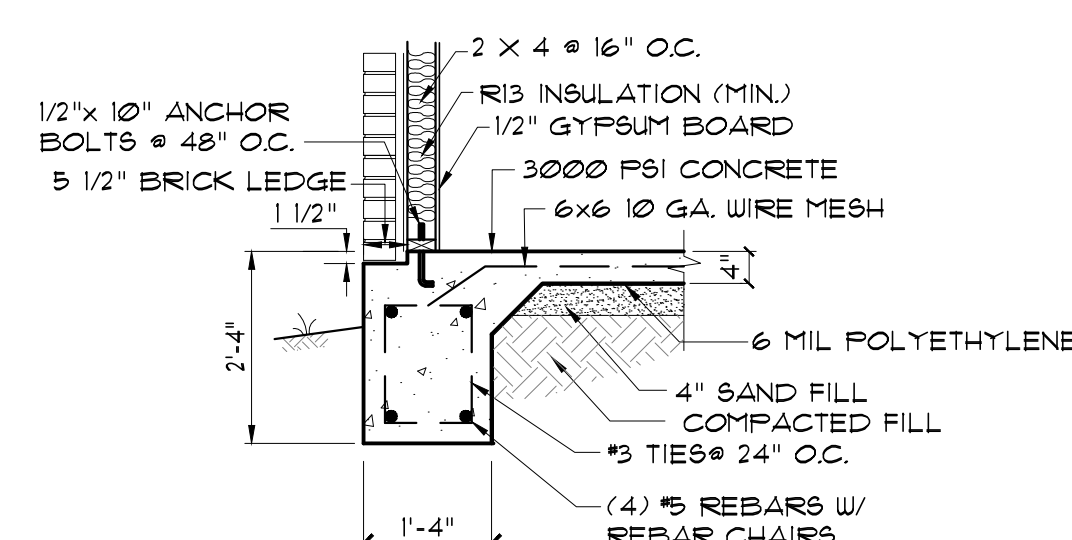 2 X 4 @ 16" O.C.
R13 INSULATION (MIN.)
1/2"x 10" ANCHOR
BOLTS @ 48" O.C.
1/2" GYPSUM BOARD
3000 PSI CONCRETE
5 1/2" BRICK LEDGE
6x6 10 GA. WIRE MESH
1 1/2"
4"
2'-4"
6 MIL POLYETHYLENE
4" SAND FILL
COMPACTED FILL
#3 TIES@ 24" O.C.
(4) #5 REBARS W/
REBAR CHAIRS
1'-4"